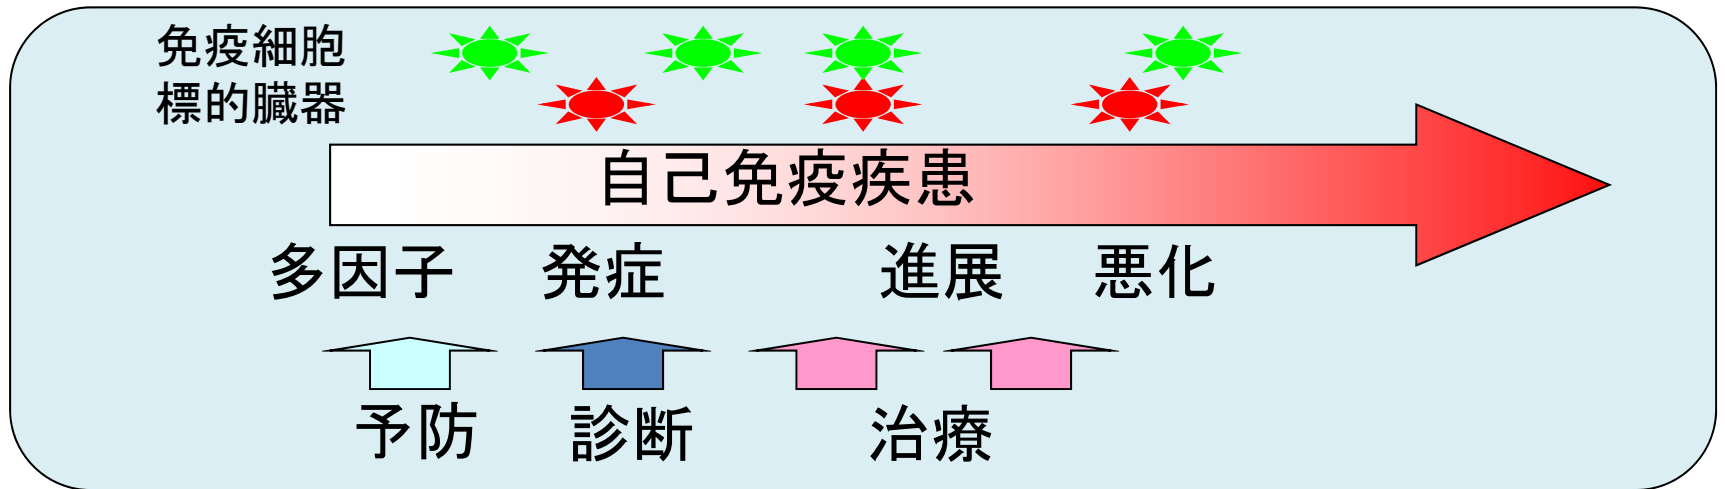 免疫細胞
標的臓器
自己免疫疾患
多因子 発症 進展 悪化
予防 診断 治療